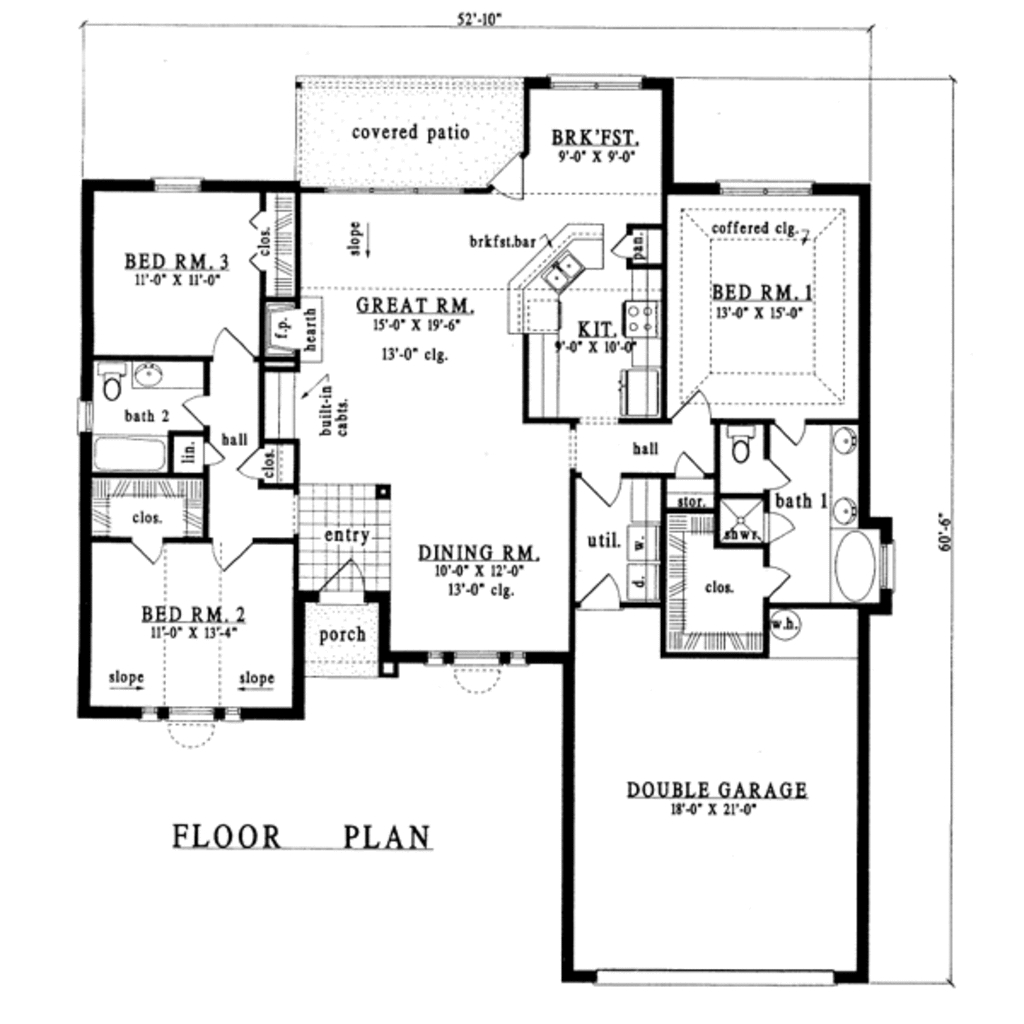 52'-10"
covered patio
BRK'FST.
9'-0" X 9'-0"
slope
clos.
brkfst.bar
pan.
coffered clg.
BED RM. 3
11'-0" X 11'-0"
GREAT RM.
15'-0" X 19'-6"
13'-0" clg.
f.p.
hearth
KIT.
9'-0" X 10'-0"
BED RM. 1
13'-0" X 15'-0"
bath 2
built-in
cabts.
hall
lin.
clos.
hall
bath 1
stor.
clos.
entry
util.
w.
d.
shwr.
DINING RM.
10'-0" X 12'-0"
13'-0" clg.
clos.
60'-6"
BED RM. 2
11'-0" X 13'-4"
porch
w.h.
slope
slope
DOUBLE GARAGE
18'-0" X 21'-0"
FLOOR PLAN